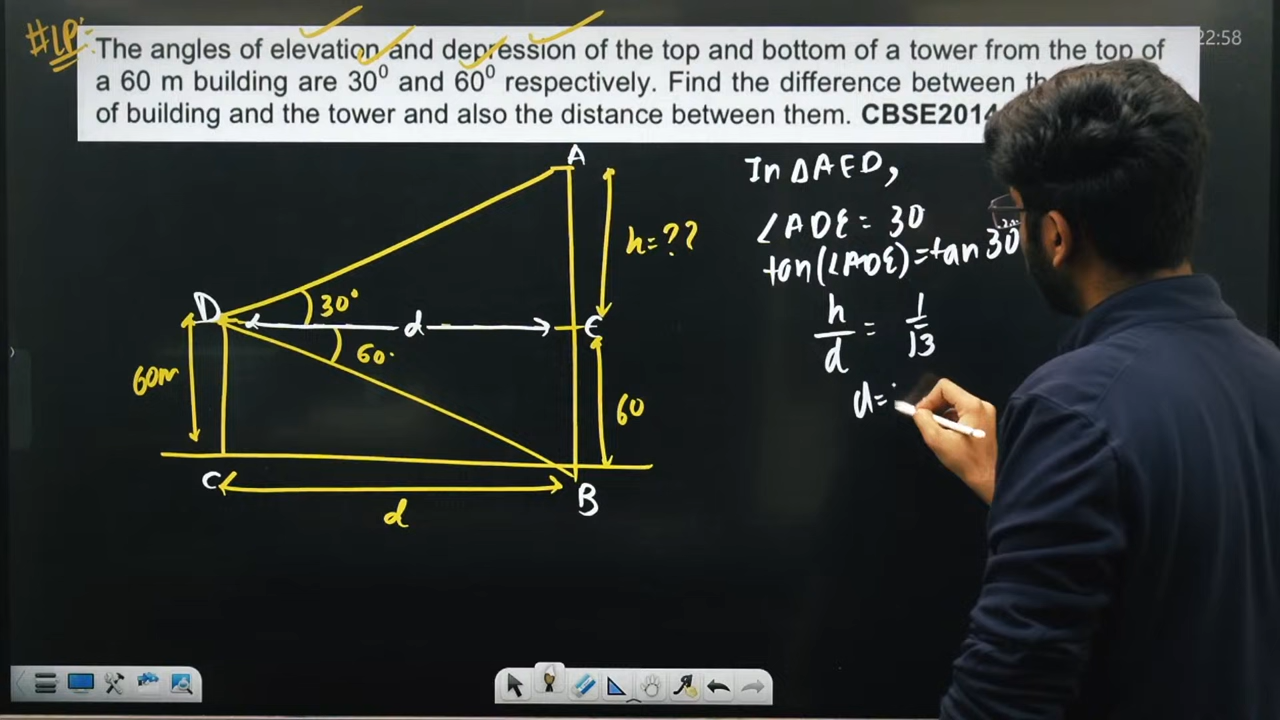 #LP:
The angles of elevation and depression of the top and bottom of a tower from the top of
a 60 m building are 30⁰ and 60⁰ respectively. Find the difference between
of building and the tower and also the distance between them. CBSE2014
22:58
A
In ΔAED,
∠ADE = 30
h=??
tan(∠ADE)=tan 30
D
30°
d
E
h/d = 1/√3
60.
60m
d=
60
C
B
d